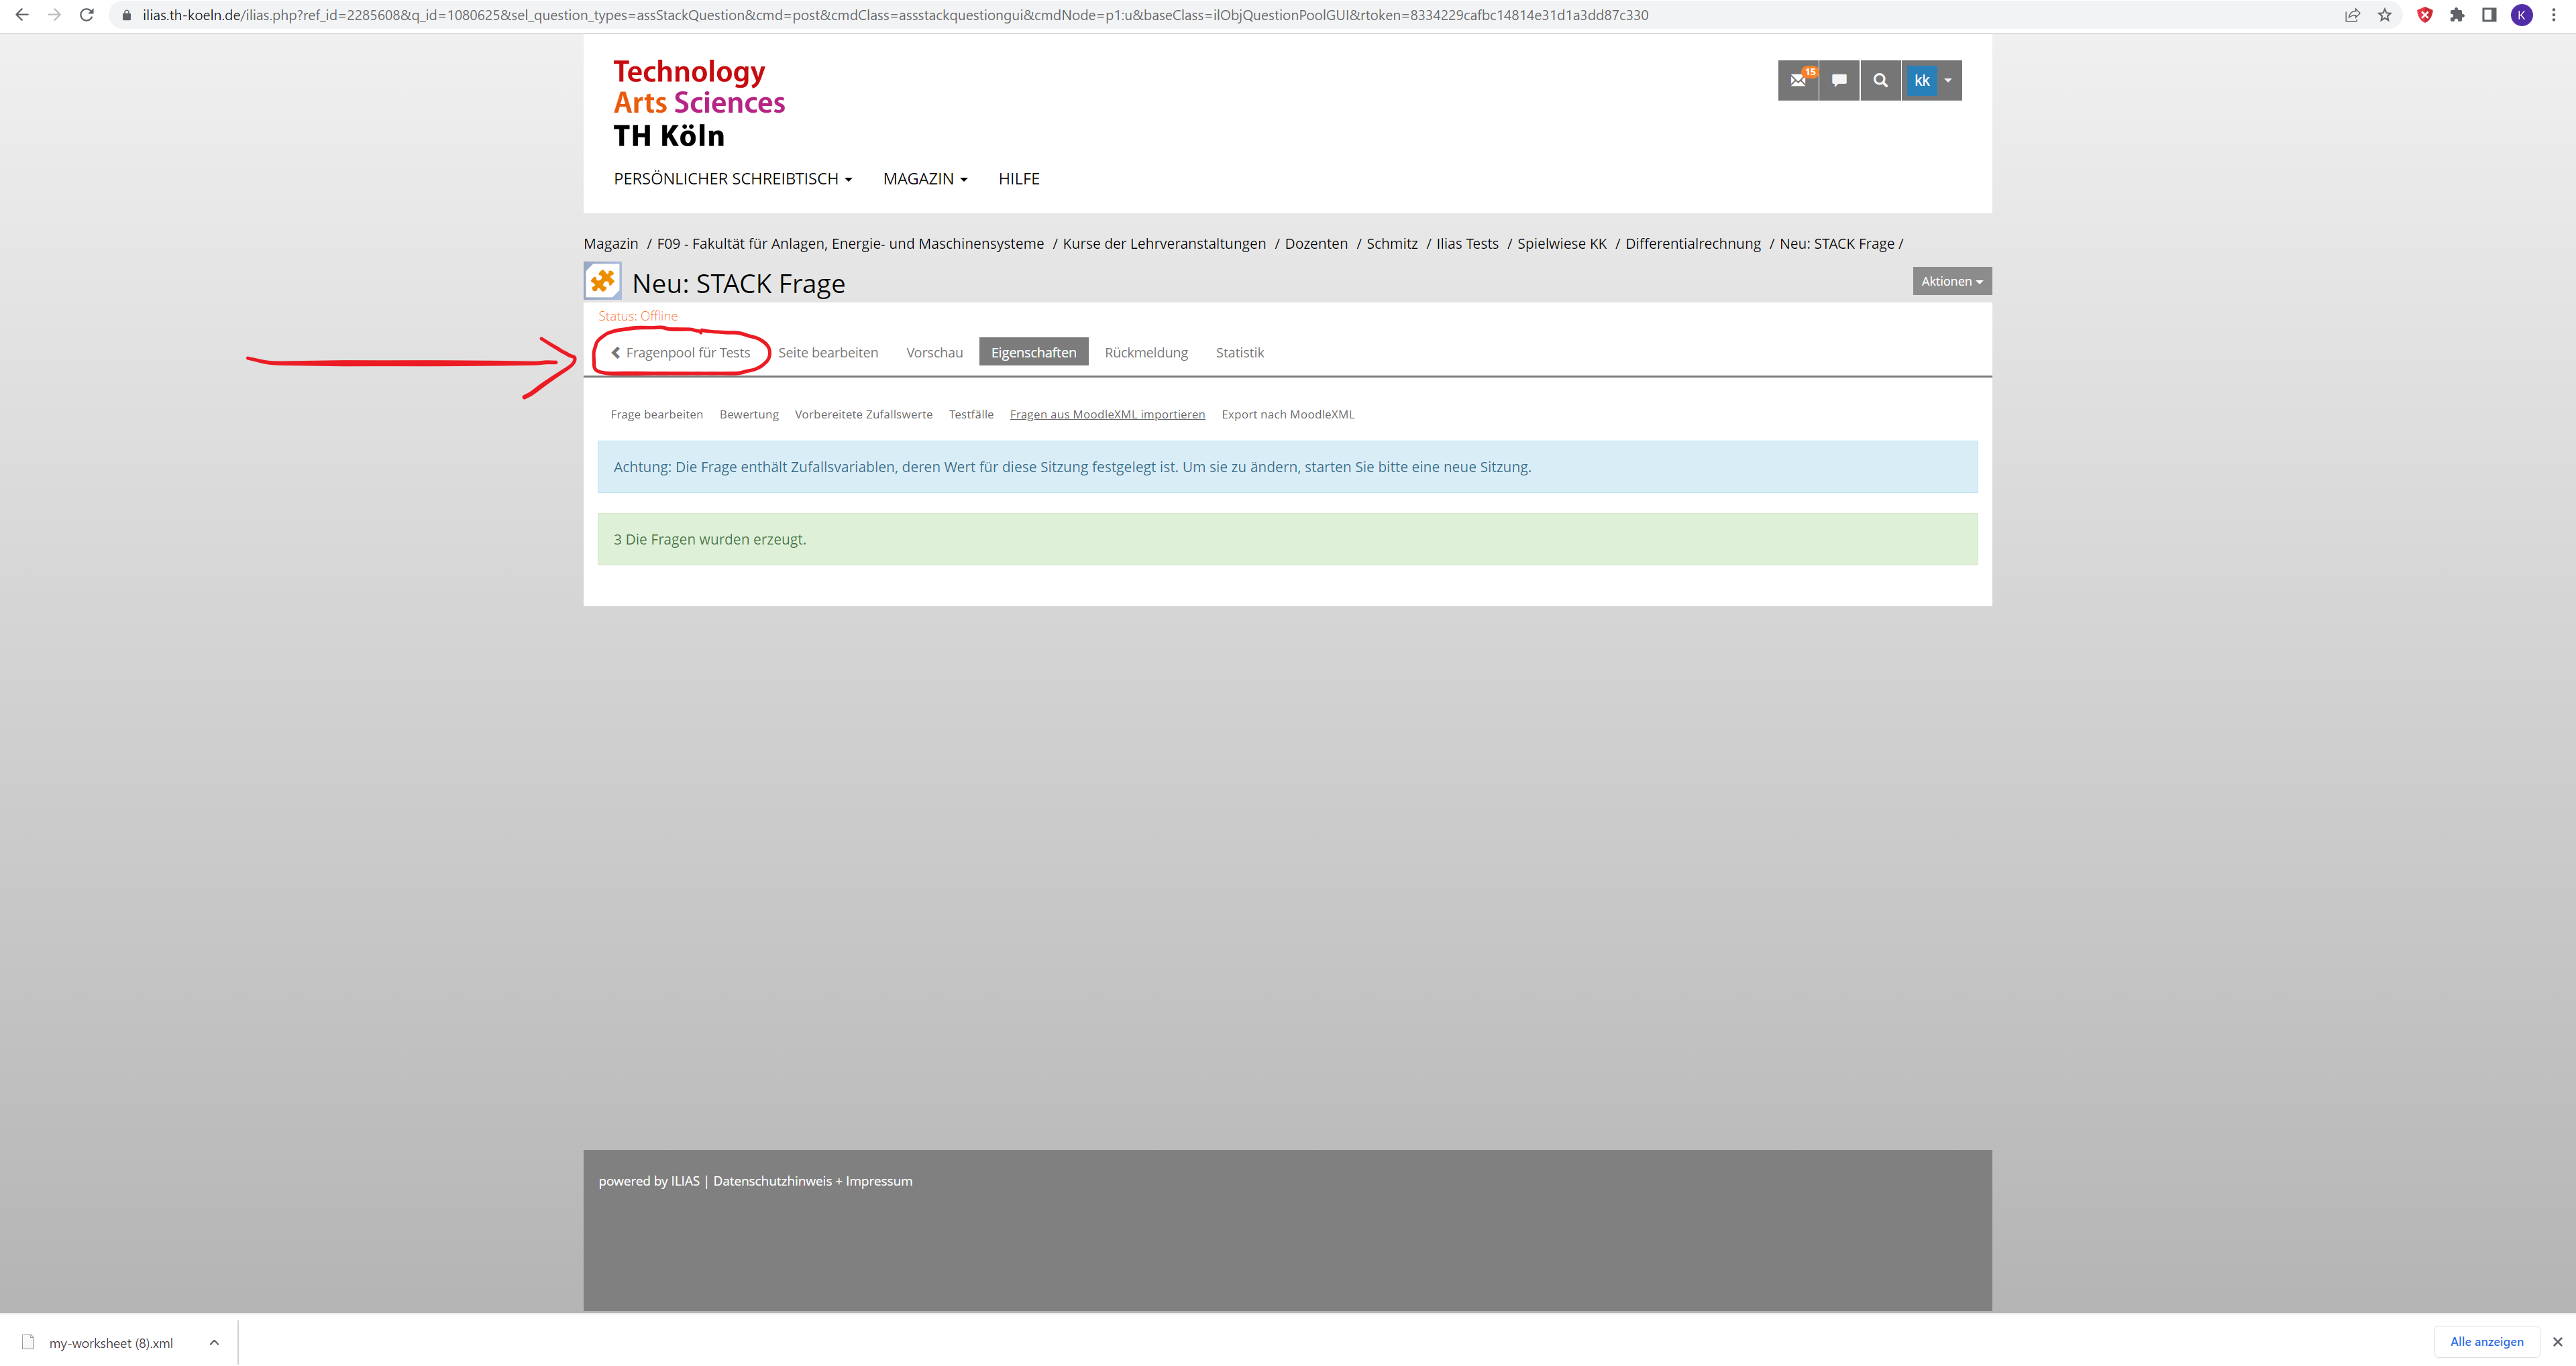 ilias.th-koeln.de/ilias.php?ref_id=2285608&q_id=1080625&sel_question_types=assStackQuestion&cmd=post&cmdClass=assstackquestiongui&cmdNode=p1:u&baseClass=ilObjQuestionPoolGUI&rtoken=8334229cafbc14814e31d1a3dd87c330
K
Technology
Arts Sciences
TH Köln
15
kk
PERSÖNLICHER SCHREIBTISCH MAGAZIN HILFE
Magazin / F09 - Fakultät für Anlagen, Energie- und Maschinensysteme / Kurse der Lehrveranstaltungen / Dozenten / Schmitz / Ilias Tests / Spielwiese KK / Differentialrechnung / Neu: STACK Frage /
Neu: STACK Frage
Aktionen
Status: Offline
Fragenpool für Tests Seite bearbeiten Vorschau Eigenschaften Rückmeldung Statistik
Frage bearbeiten Bewertung Vorbereitete Zufallswerte Testfälle Fragen aus MoodleXML importieren Export nach MoodleXML
Achtung: Die Frage enthält Zufallsvariablen, deren Wert für diese Sitzung festgelegt ist. Um sie zu ändern, starten Sie bitte eine neue Sitzung.
3 Die Fragen wurden erzeugt.
powered by ILIAS | Datenschutzhinweis + Impressum
my-worksheet (8).xml
Alle anzeigen